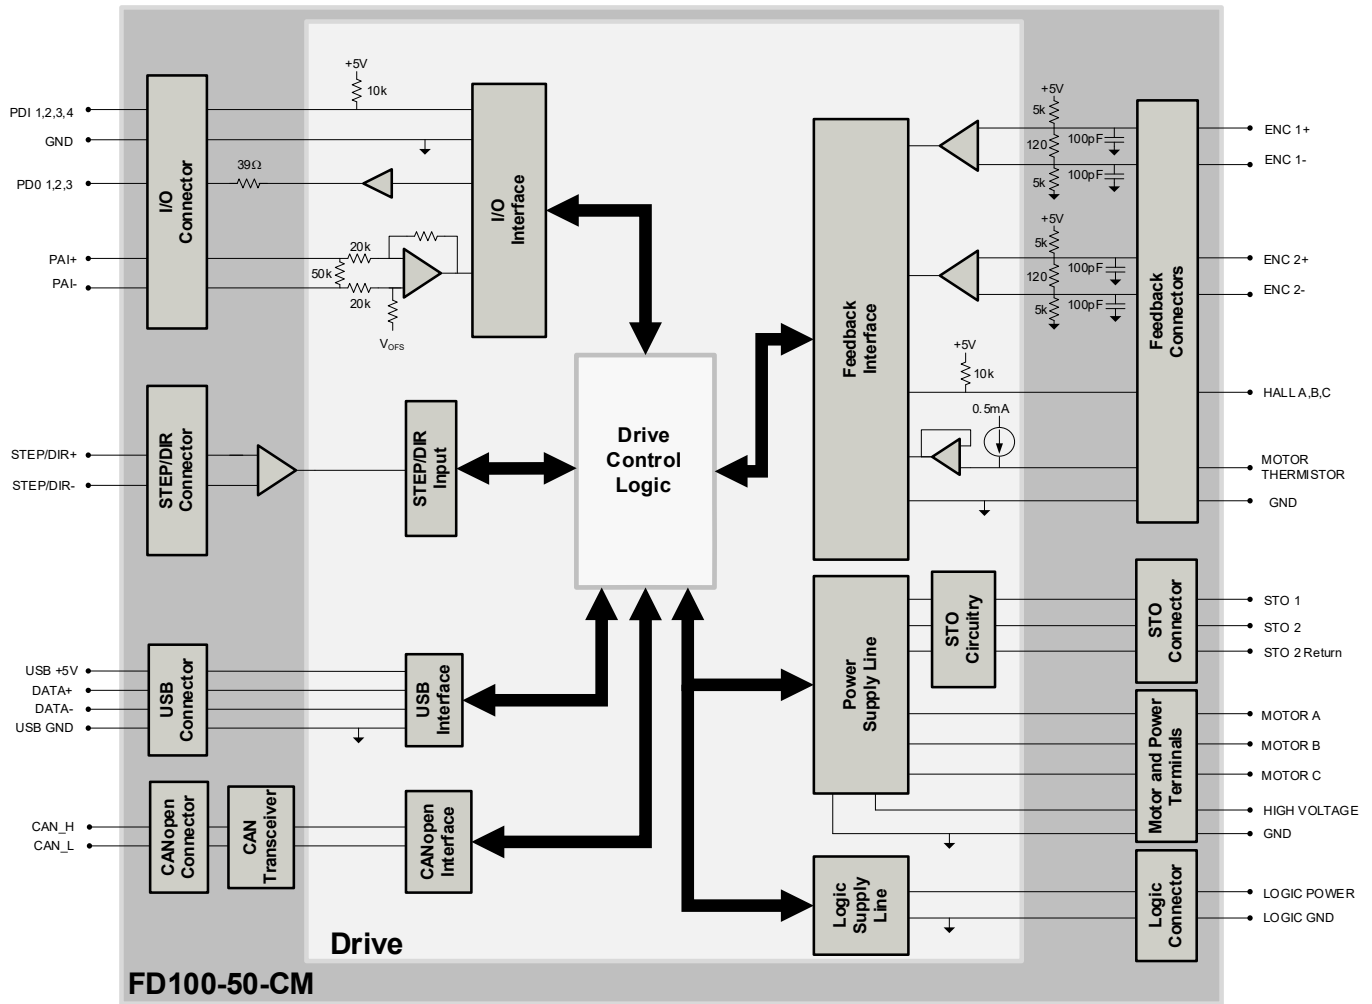 PDI 1,2,3,4
GND
PD0 1,2,3
PAI+
PAI-
I/O
Connector
+5V
10k
39Ω
20k
50k
20k
VOFS
I/O
Interface
STEP/DIR+
STEP/DIR-
STEP/DIR
Connector
STEP/DIR
Input
USB +5V
DATA+
DATA-
USB GND
USB
Connector
USB
Interface
CAN_H
CAN_L
CANopen
Connector
CAN
Transceiver
CANopen
Interface
Drive
Control
Logic
Feedback
Interface
+5V
5k
120
5k
100pF
100pF
+5V
5k
120
5k
100pF
100pF
+5V
10k
0.5mA
Feedback
Connectors
ENC 1+
ENC 1-
ENC 2+
ENC 2-
HALL A,B,C
MOTOR
THERMISTOR
GND
Power
Supply Line
STO
Circuitry
STO
Connector
STO 1
STO 2
STO 2 Return
Motor and Power
Terminals
MOTOR A
MOTOR B
MOTOR C
HIGH VOLTAGE
GND
Logic
Supply
Line
Logic
Connector
LOGIC POWER
LOGIC GND
Drive
FD100-50-CM